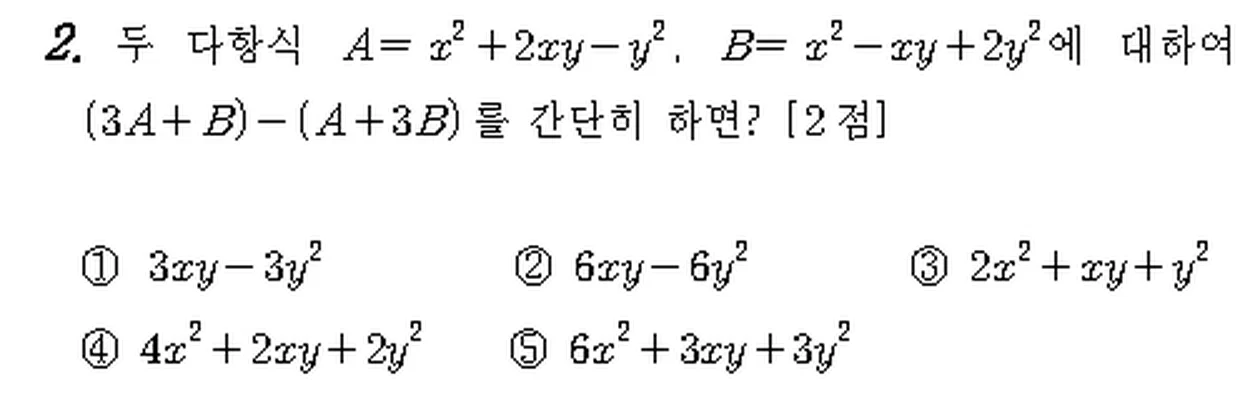 2. 두 다항식 A= x²+2xy−y², B= x²−xy+2y²에 대하여
(3A+B)−(A+3B)를 간단히 하면? [2점]
① 3xy−3y² ② 6xy−6y² ③ 2x²+xy+y²
④ 4x²+2xy+2y² ⑤ 6x²+3xy+3y²